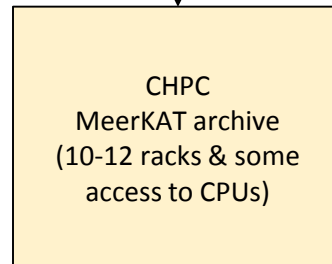 CHPC
MeerKAT archive
(10-12 racks & some
access to CPUs)